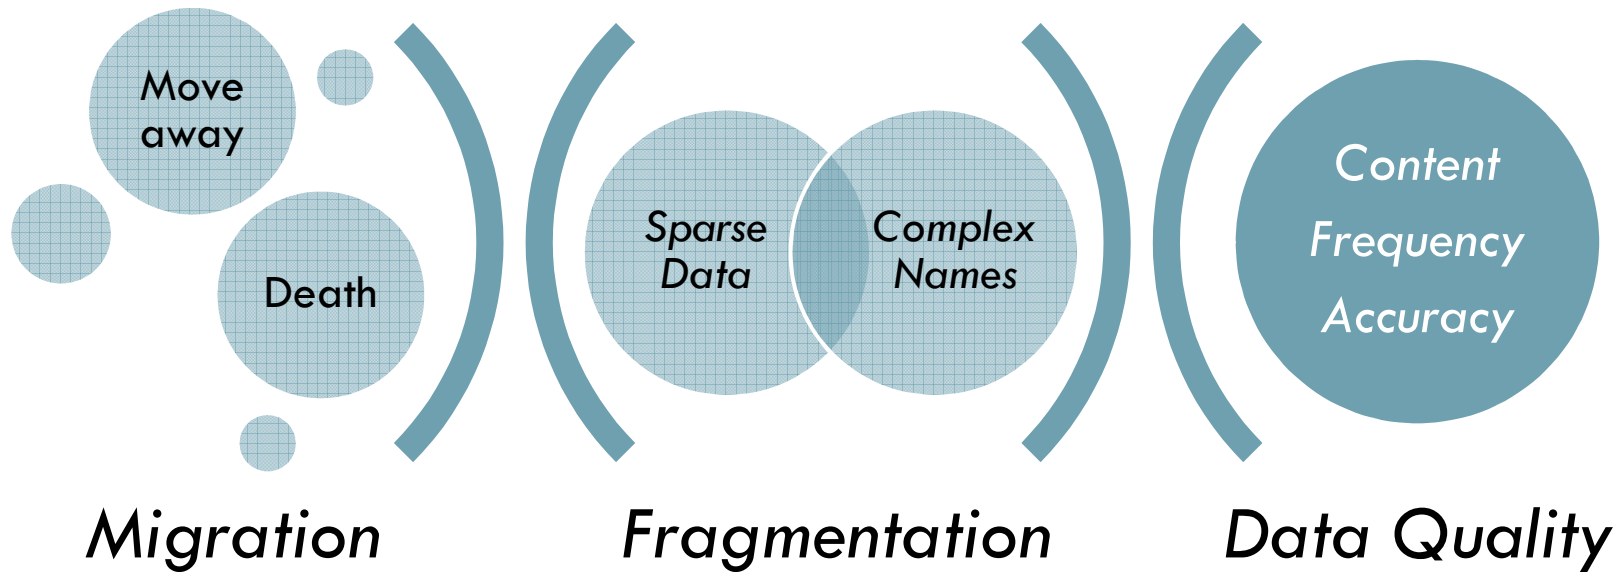 Move
away
Death
Migration
Sparse
Data
Complex
Names
Fragmentation
Content
Frequency
Accuracy
Data Quality